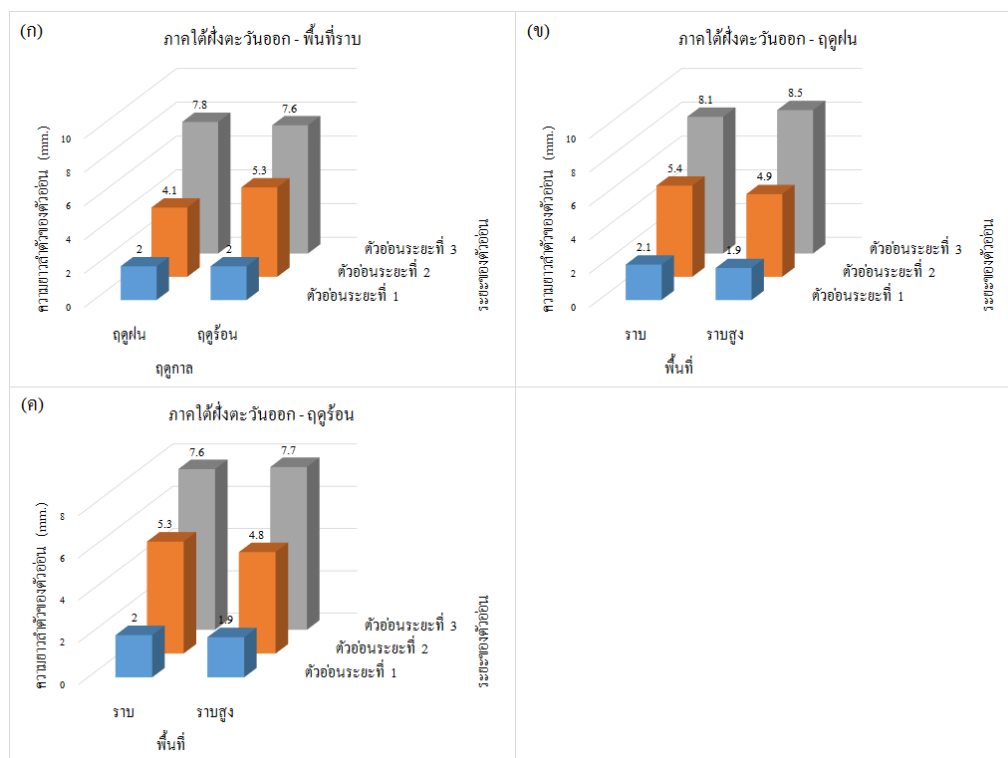 (ก)
ภาคใต้ฝั่งตะวันออก - พื้นที่ราบ
ความยาวลำตัวของตัวอ่อน (mm.)
10
8
6
4
2
0
7.8
7.6
4.1
5.3
2
2
ตัวอ่อนระยะที่ 3
ตัวอ่อนระยะที่ 2
ตัวอ่อนระยะที่ 1
ระยะของตัวอ่อน
ฤดูฝน
ฤดูร้อน
ฤดูกาล
(ข)
ภาคใต้ฝั่งตะวันออก - ฤดูฝน
ความยาวลำตัวของตัวอ่อน (mm.)
10
8
6
4
2
0
8.1
8.5
5.4
4.9
2.1
1.9
ตัวอ่อนระยะที่ 3
ตัวอ่อนระยะที่ 2
ตัวอ่อนระยะที่ 1
ระยะของตัวอ่อน
ราบ
ราบสูง
พื้นที่
(ค)
ภาคใต้ฝั่งตะวันออก - ฤดูร้อน
ความยาวลำตัวของตัวอ่อน (mm.)
8
6
4
2
0
7.6
7.7
5.3
4.8
2
1.9
ตัวอ่อนระยะที่ 3
ตัวอ่อนระยะที่ 2
ตัวอ่อนระยะที่ 1
ระยะของตัวอ่อน
ราบ
ราบสูง
พื้นที่